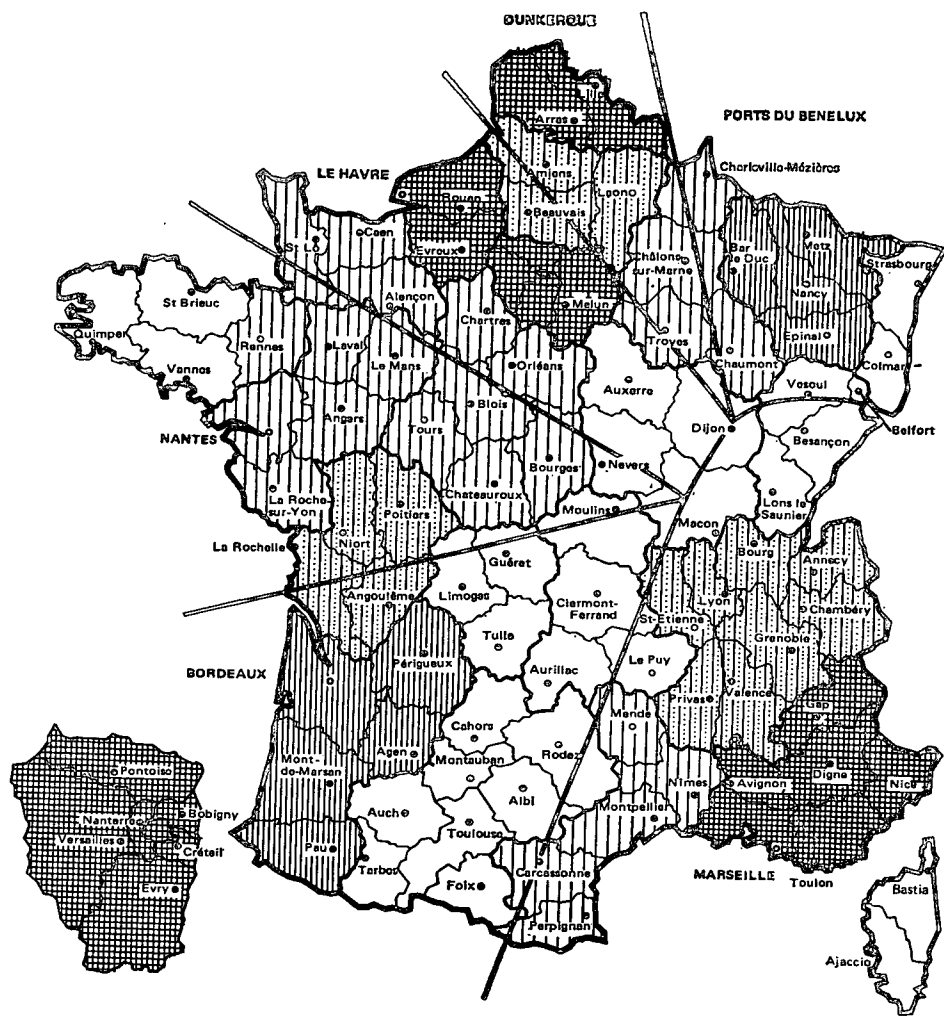 DUNKERQUE
Lille
Arras
PORTS DU BENELUX
Charleville-Mézières
LE HAVRE
Amiens
Laon
Rouen
Beauvais
St Lô
Caen
Evreux
Châlons-
sur-Marne
Bar
le Duc
Metz
Strasbourg
Nancy
St Brieuc
Alençon
Melun
Chartres
Troyes
Epinal
Quimper
Rennes
Laval
Le Mans
Orléans
Chaumont
Colmar
Vannes
Auxerre
Vesoul
Angers
Blois
Belfort
NANTES
Tours
Dijon
Besançon
Bourges
Nevers
La Roche-
sur-Yon
Poitiers
Chateauroux
Moulins
Lons le
Saunier
Macon
La Rochelle
Niort
Bourg
Guéret
Annecy
Angoulême
Limoges
Clermont-
Ferrand
Lyon
Chambéry
St-Etienne
Tulle
Grenoble
BORDEAUX
Périgueux
Aurillac
Le Puy
Privas
Valence
Gap
Cahors
Mende
Mont-
de-Marsan
Agen
Montauban
Rodez
Pontoise
Nîmes
Avignon
Digne
Nice
Auch
Albi
Montpellier
Nanterre
Bobigny
Toulouse
Versailles
Créteil
Pau
Tarbes
Carcassonne
MARSEILLE
Toulon
Evry
Foix
Bastia
Perpignan
Ajaccio